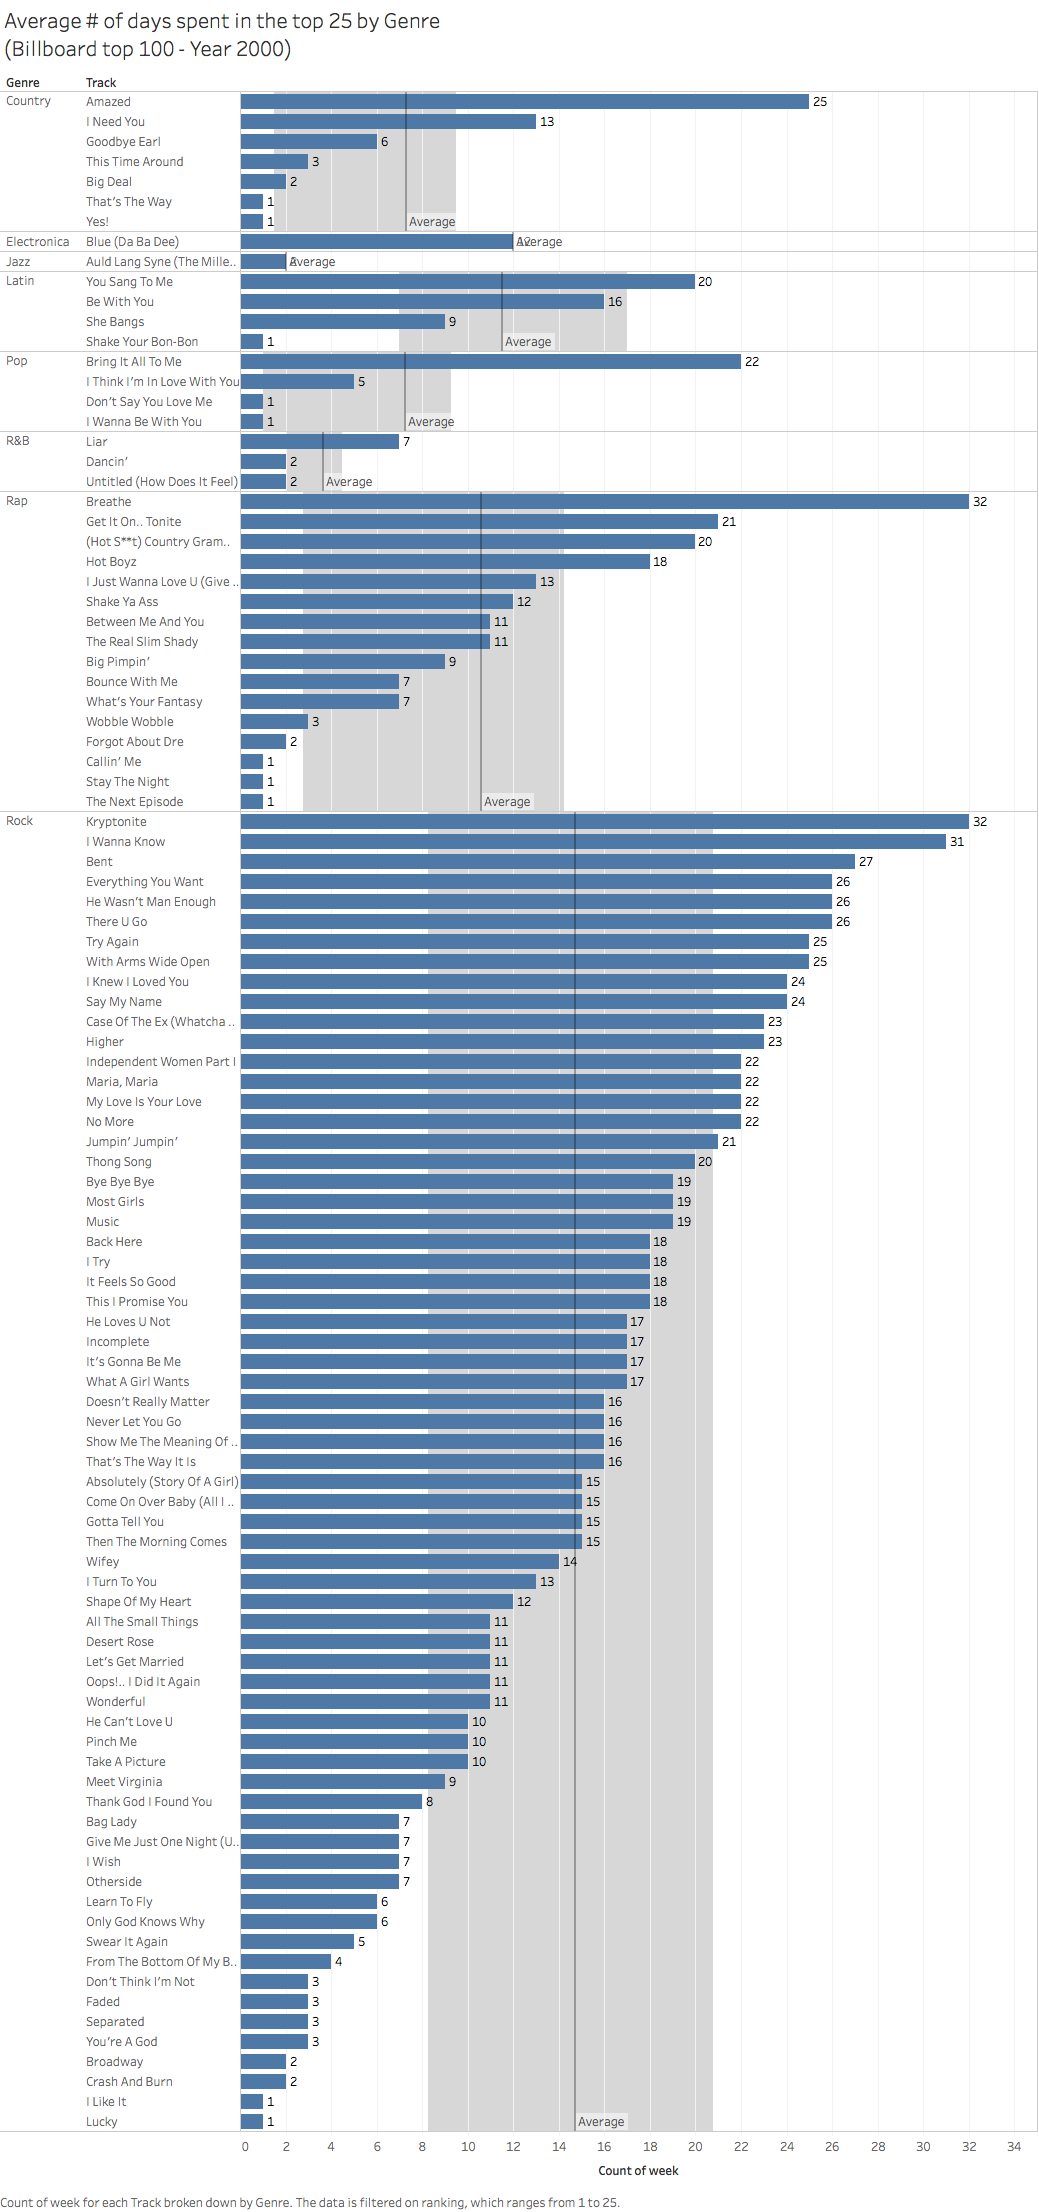 Average # of days spent in the top 25 by Genre
(Billboard top 100 - Year 2000)
Genre Track
Country Amazed 25
I Need You 13
Goodbye Earl 6
This Time Around 3
Big Deal 2
That's The Way 1
Yes! 1 Average
Electronica Blue (Da Ba Dee) Average
Jazz Auld Lang Syne (The Mille.. Average
Latin You Sang To Me 20
Be With You 16
She Bangs 9
Shake Your Bon-Bon 1 Average
Pop Bring It All To Me 22
I Think I'm In Love With You 5
Don't Say You Love Me 1
I Wanna Be With You 1 Average
R&B Liar 7
Dancin' 2
Untitled (How Does It Feel) 2 Average
Rap Breathe 32
Get It On.. Tonite 21
(Hot S**t) Country Gram.. 20
Hot Boyz 18
I Just Wanna Love U (Give .. 13
Shake Ya Ass 12
Between Me And You 11
The Real Slim Shady 11
Big Pimpin' 9
Bounce With Me 7
What's Your Fantasy 7
Wobble Wobble 3
Forgot About Dre 2
Callin' Me 1
Stay The Night 1
The Next Episode 1 Average
Rock Kryptonite 32
I Wanna Know 31
Bent 27
Everything You Want 26
He Wasn't Man Enough 26
There U Go 26
Try Again 25
With Arms Wide Open 25
I Knew I Loved You 24
Say My Name 24
Case Of The Ex (Whatcha .. 23
Higher 23
Independent Women Part I 22
Maria, Maria 22
My Love Is Your Love 22
No More 22
Jumpin' Jumpin' 21
Thong Song 20
Bye Bye Bye 19
Most Girls 19
Music 19
Back Here 18
I Try 18
It Feels So Good 18
This I Promise You 18
He Loves U Not 17
Incomplete 17
It's Gonna Be Me 17
What A Girl Wants 17
Doesn't Really Matter 16
Never Let You Go 16
Show Me The Meaning Of .. 16
That's The Way It Is 16
Absolutely (Story Of A Girl) 15
Come On Over Baby (All I .. 15
Gotta Tell You 15
Then The Morning Comes 15
Wifey 14
I Turn To You 13
Shape Of My Heart 12
All The Small Things 11
Desert Rose 11
Let's Get Married 11
Oops!.. I Did It Again 11
Wonderful 11
He Can't Love U 10
Pinch Me 10
Take A Picture 10
Meet Virginia 9
Thank God I Found You 8
Bag Lady 7
Give Me Just One Night (U.. 7
I Wish 7
Otherside 7
Learn To Fly 6
Only God Knows Why 6
Swear It Again 5
From The Bottom Of My B.. 4
Don't Think I'm Not 3
Faded 3
Separated 3
You're A God 3
Broadway 2
Crash And Burn 2
I Like It 1
Lucky 1 Average
0 2 4 6 8 10 12 14 16 18 20 22 24 26 28 30 32 34
Count of week
Count of week for each Track broken down by Genre. The data is filtered on ranking, which ranges from 1 to 25.